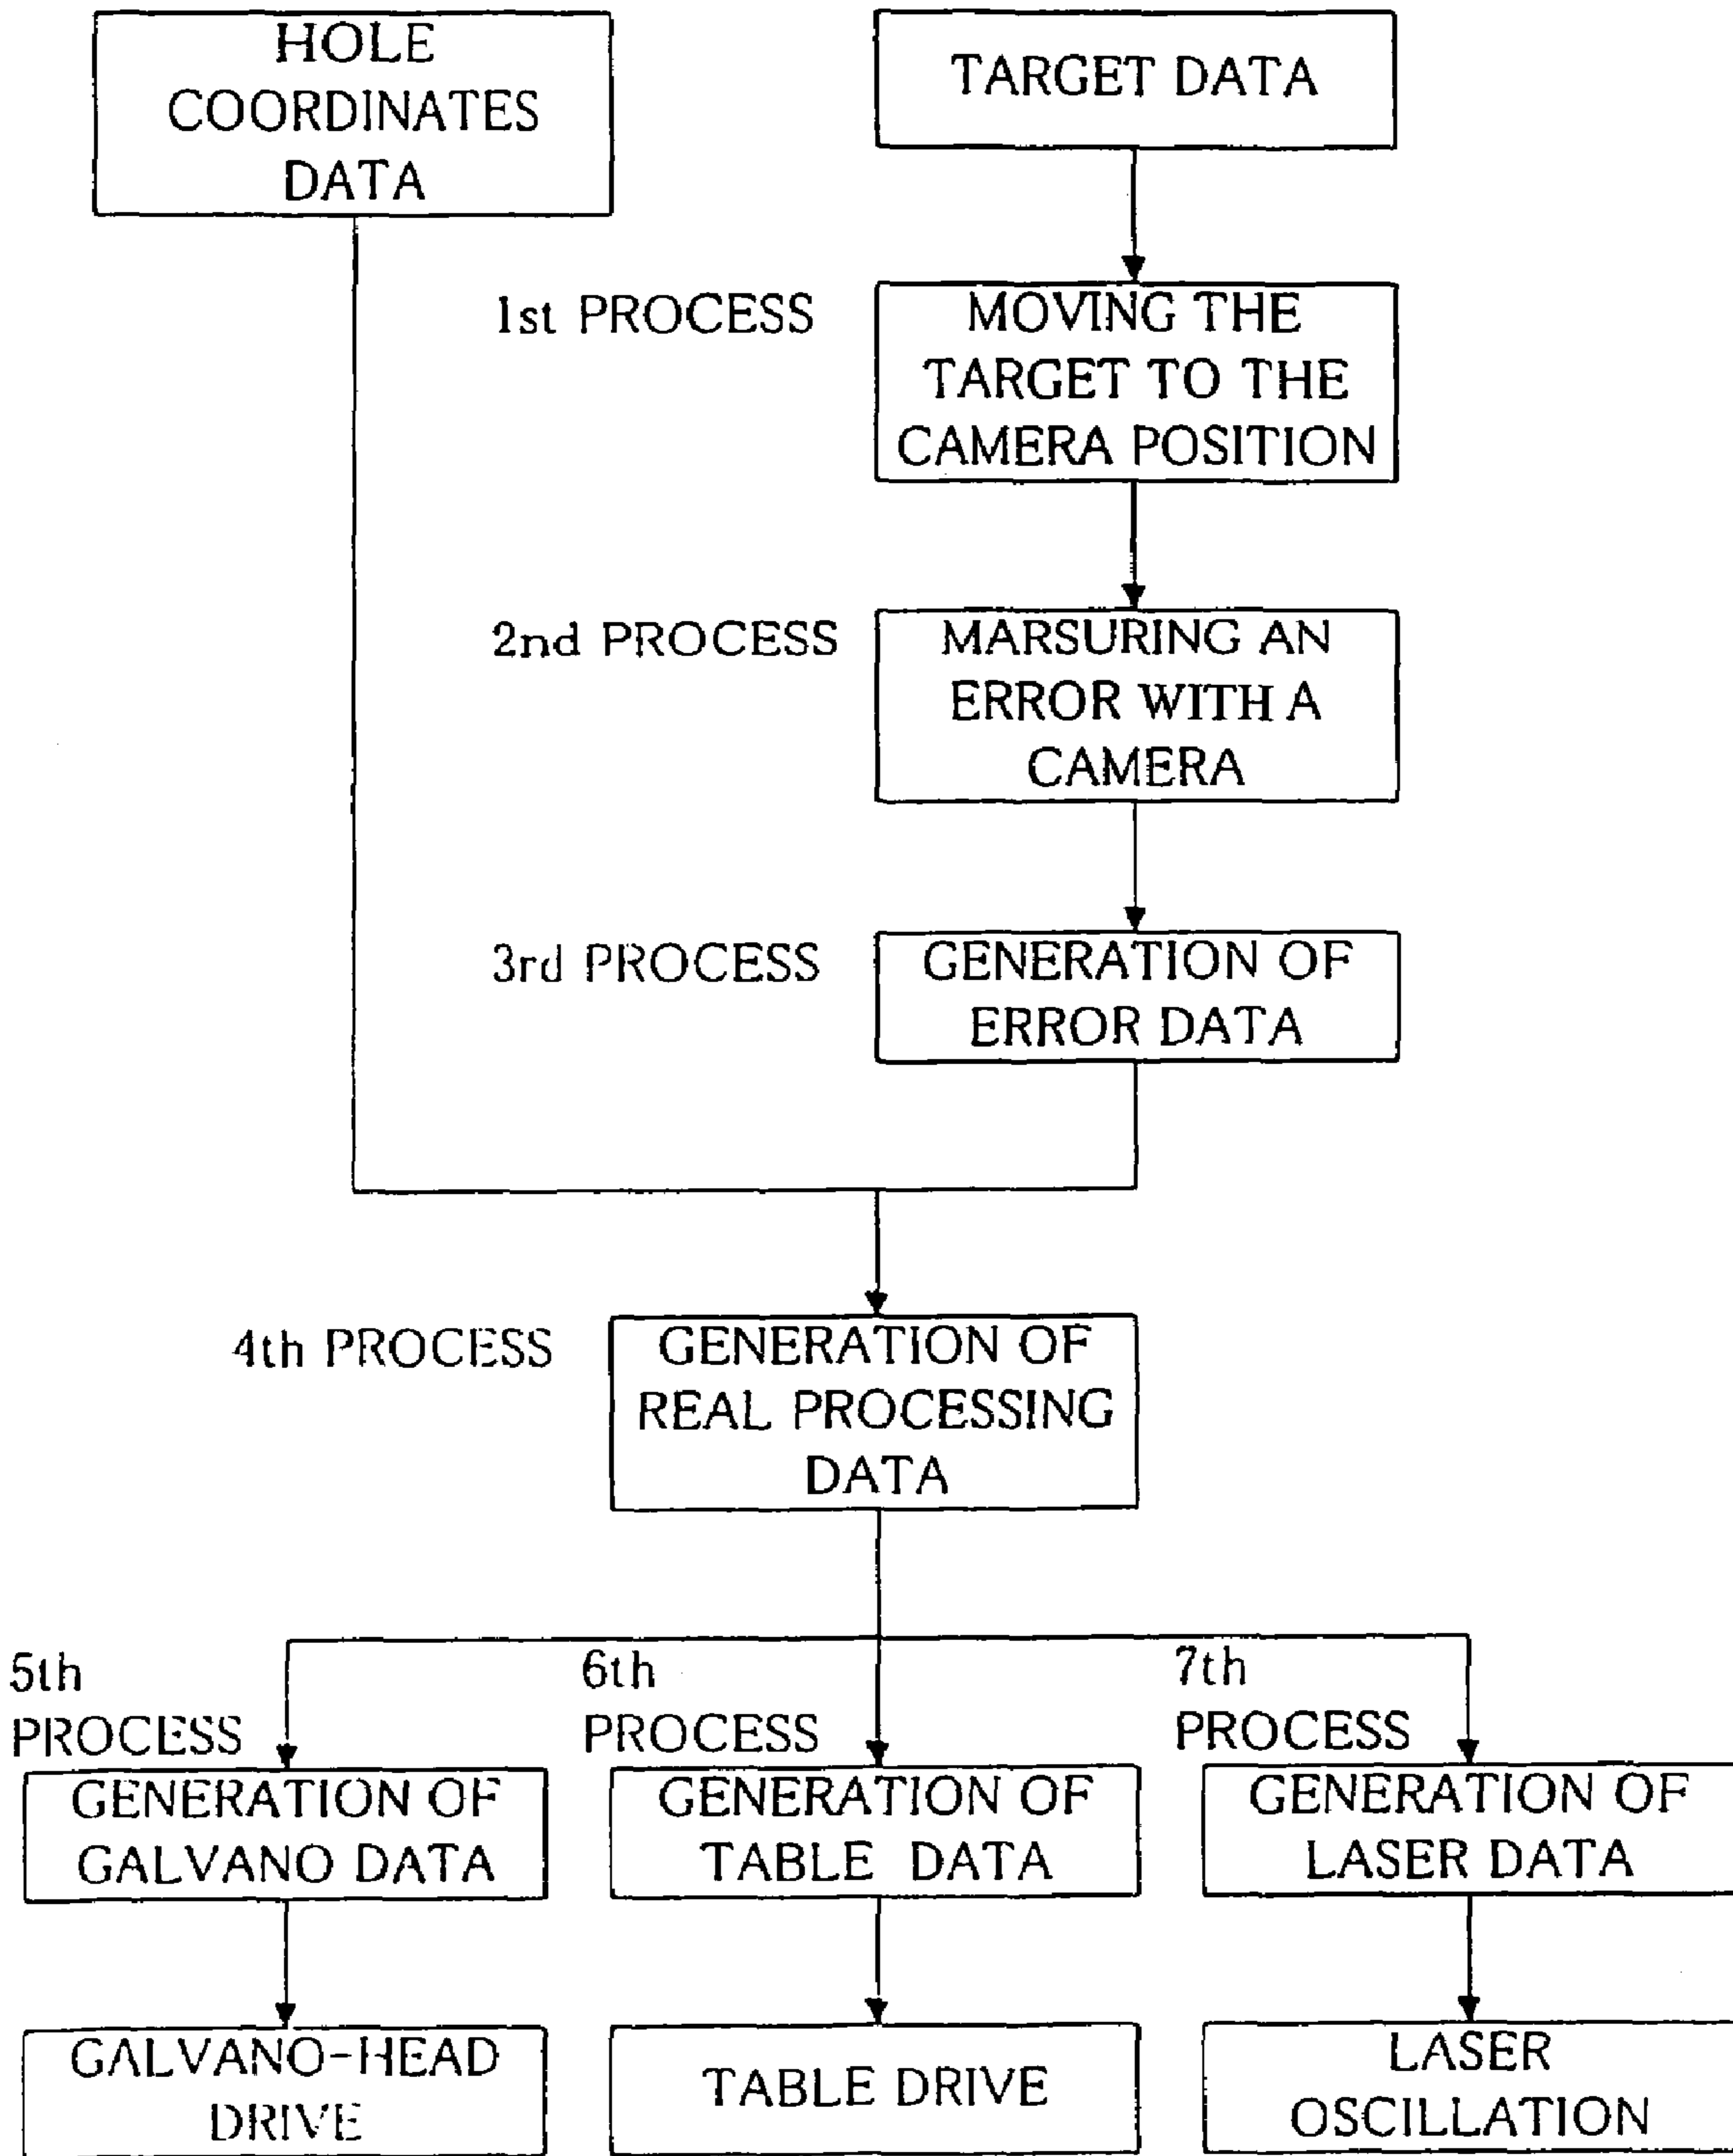 HOLE
COORDINATES
DATA
TARGET DATA
1st PROCESS
MOVING THE
TARGET TO THE
CAMERA POSITION
2nd PROCESS
MARSURING AN
ERROR WITH A
CAMERA
3rd PROCESS
GENERATION OF
ERROR DATA
4th PROCESS
GENERATION OF
REAL PROCESSING
DATA
5th
PROCESS
GENERATION OF
GALVANO DATA
6th
PROCESS
GENERATION OF
TABLE DATA
7th
PROCESS
GENERATION OF
LASER DATA
GALVANO-HEAD
DRIVE
TABLE DRIVE
LASER
OSCILLATION